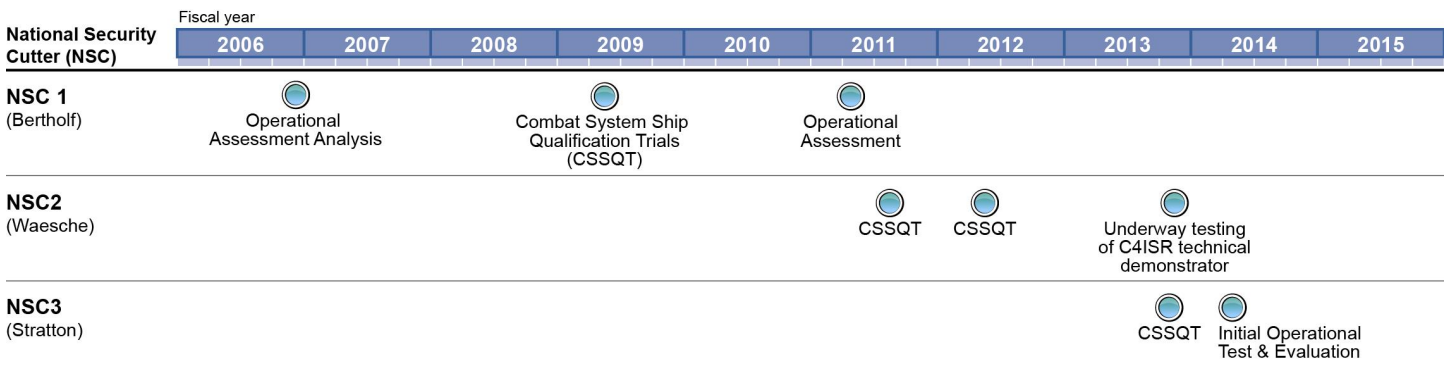 Fiscal year
National Security
Cutter (NSC)
2006 2007 2008 2009 2010 2011 2012 2013 2014 2015
NSC 1
(Bertholf)
Operational
Assessment Analysis
Combat System Ship
Qualification Trials
(CSSQT)
Operational
Assessment
NSC2
(Waesche)
CSSQT
CSSQT
Underway testing
of C4ISR technical
demonstrator
NSC3
(Stratton)
CSSQT
Initial Operational
Test & Evaluation